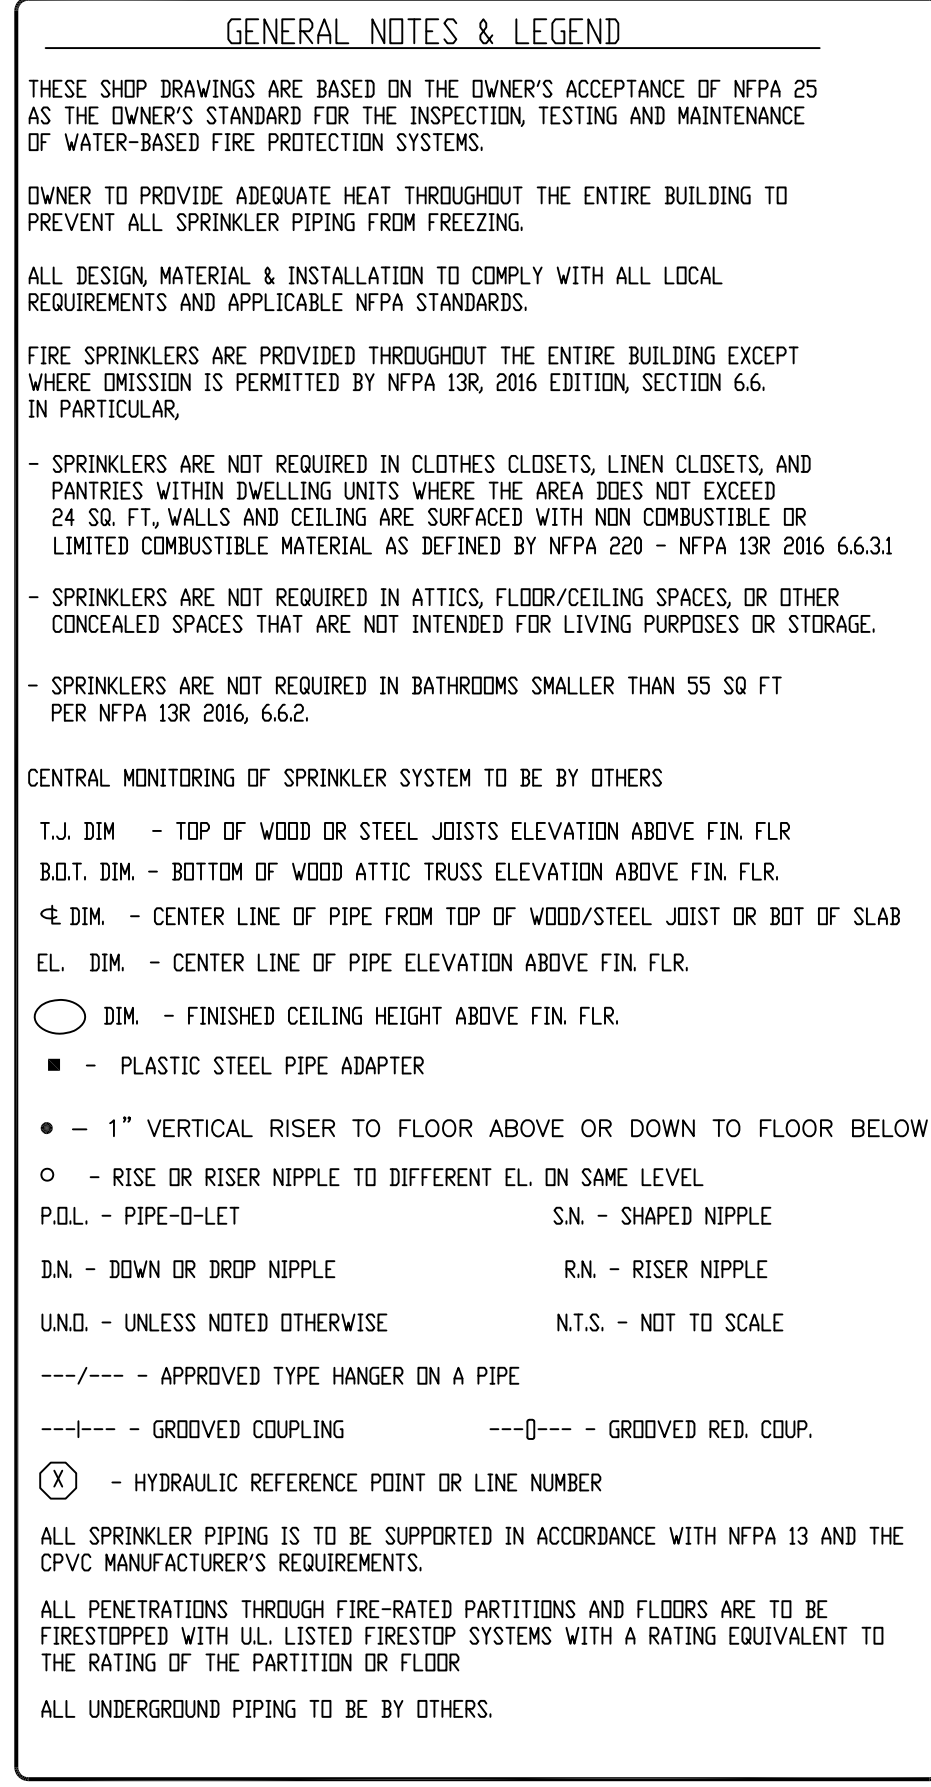 GENERAL NOTES & LEGEND
THESE SHOP DRAWINGS ARE BASED ON THE OWNER'S ACCEPTANCE OF NFPA 25
AS THE OWNER'S STANDARD FOR THE INSPECTION, TESTING AND MAINTENANCE
OF WATER-BASED FIRE PROTECTION SYSTEMS.
OWNER TO PROVIDE ADEQUATE HEAT THROUGHOUT THE ENTIRE BUILDING TO
PREVENT ALL SPRINKLER PIPING FROM FREEZING.
ALL DESIGN, MATERIAL & INSTALLATION TO COMPLY WITH ALL LOCAL
REQUIREMENTS AND APPLICABLE NFPA STANDARDS.
FIRE SPRINKLERS ARE PROVIDED THROUGHOUT THE ENTIRE BUILDING EXCEPT
WHERE OMISSION IS PERMITTED BY NFPA 13R, 2016 EDITION, SECTION 6.6.
IN PARTICULAR,
- SPRINKLERS ARE NOT REQUIRED IN CLOTHES CLOSETS, LINEN CLOSETS, AND
PANTRIES WITHIN DWELLING UNITS WHERE THE AREA DOES NOT EXCEED
24 SQ. FT., WALLS AND CEILING ARE SURFACED WITH NON COMBUSTIBLE OR
LIMITED COMBUSTIBLE MATERIAL AS DEFINED BY NFPA 220 - NFPA 13R 2016 6.6.3.1
- SPRINKLERS ARE NOT REQUIRED IN ATTICS, FLOOR/CEILING SPACES, OR OTHER
CONCEALED SPACES THAT ARE NOT INTENDED FOR LIVING PURPOSES OR STORAGE.
- SPRINKLERS ARE NOT REQUIRED IN BATHROOMS SMALLER THAN 55 SQ FT
PER NFPA 13R 2016, 6.6.2.
CENTRAL MONITORING OF SPRINKLER SYSTEM TO BE BY OTHERS
T.J. DIM - TOP OF WOOD OR STEEL JOISTS ELEVATION ABOVE FIN. FLR
B.O.T. DIM. - BOTTOM OF WOOD ATTIC TRUSS ELEVATION ABOVE FIN. FLR.
℄ DIM. - CENTER LINE OF PIPE FROM TOP OF WOOD/STEEL JOIST OR BOT OF SLAB
EL. DIM. - CENTER LINE OF PIPE ELEVATION ABOVE FIN. FLR.
DIM. - FINISHED CEILING HEIGHT ABOVE FIN. FLR.
■ - PLASTIC STEEL PIPE ADAPTER
● - 1" VERTICAL RISER TO FLOOR ABOVE OR DOWN TO FLOOR BELOW
○ - RISE OR RISER NIPPLE TO DIFFERENT EL. ON SAME LEVEL
P.O.L. - PIPE-O-LET S.N. - SHAPED NIPPLE
D.N. - DOWN OR DROP NIPPLE R.N. - RISER NIPPLE
U.N.O. - UNLESS NOTED OTHERWISE N.T.S. - NOT TO SCALE
---/--- - APPROVED TYPE HANGER ON A PIPE
---|--- - GROOVED COUPLING ---[]--- - GROOVED RED. COUP.
X - HYDRAULIC REFERENCE POINT OR LINE NUMBER
ALL SPRINKLER PIPING IS TO BE SUPPORTED IN ACCORDANCE WITH NFPA 13 AND THE
CPVC MANUFACTURER'S REQUIREMENTS.
ALL PENETRATIONS THROUGH FIRE-RATED PARTITIONS AND FLOORS ARE TO BE
FIRESTOPPED WITH U.L. LISTED FIRESTOP SYSTEMS WITH A RATING EQUIVALENT TO
THE RATING OF THE PARTITION OR FLOOR
ALL UNDERGROUND PIPING TO BE BY OTHERS.